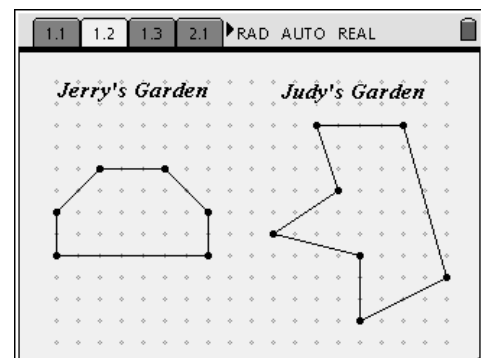 1.1 1.2 1.3 2.1 RAD AUTO REAL
Jerry's Garden Judy's Garden